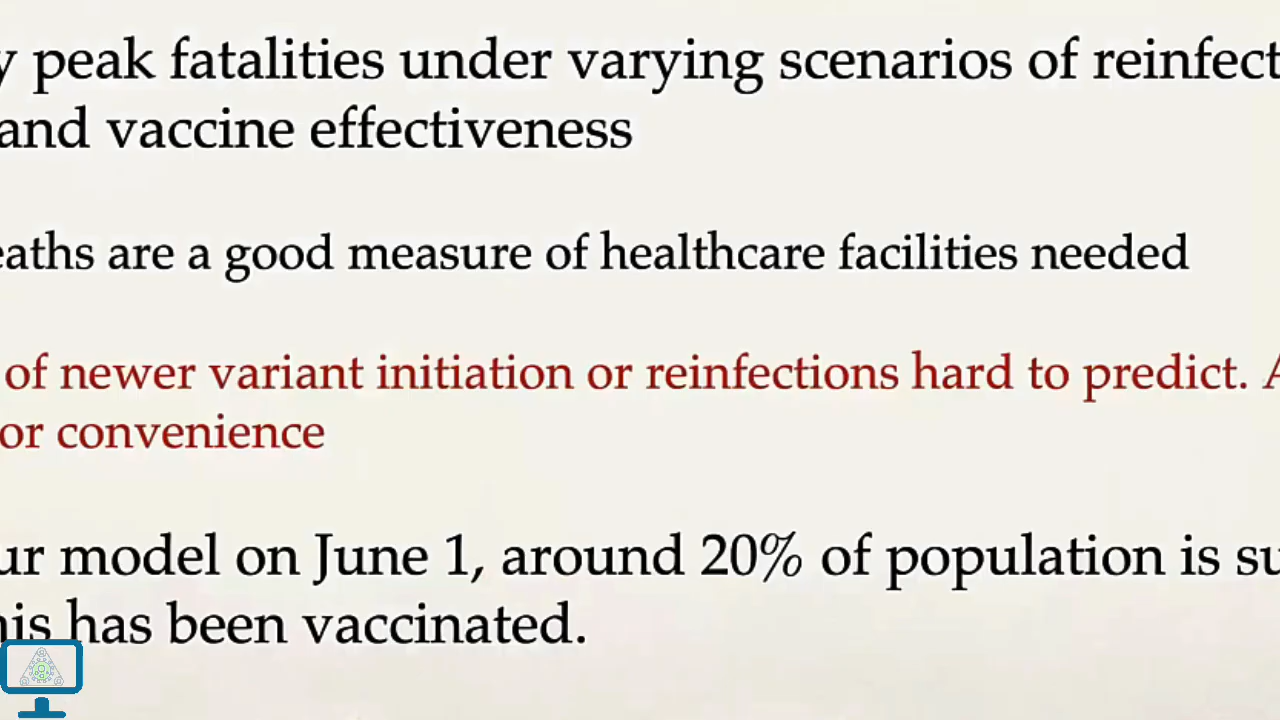 y peak fatalities under varying scenarios of reinfect
and vaccine effectiveness
eaths are a good measure of healthcare facilities needed
of newer variant initiation or reinfections hard to predict. A
or convenience
ur model on June 1, around 20% of population is su
his has been vaccinated.